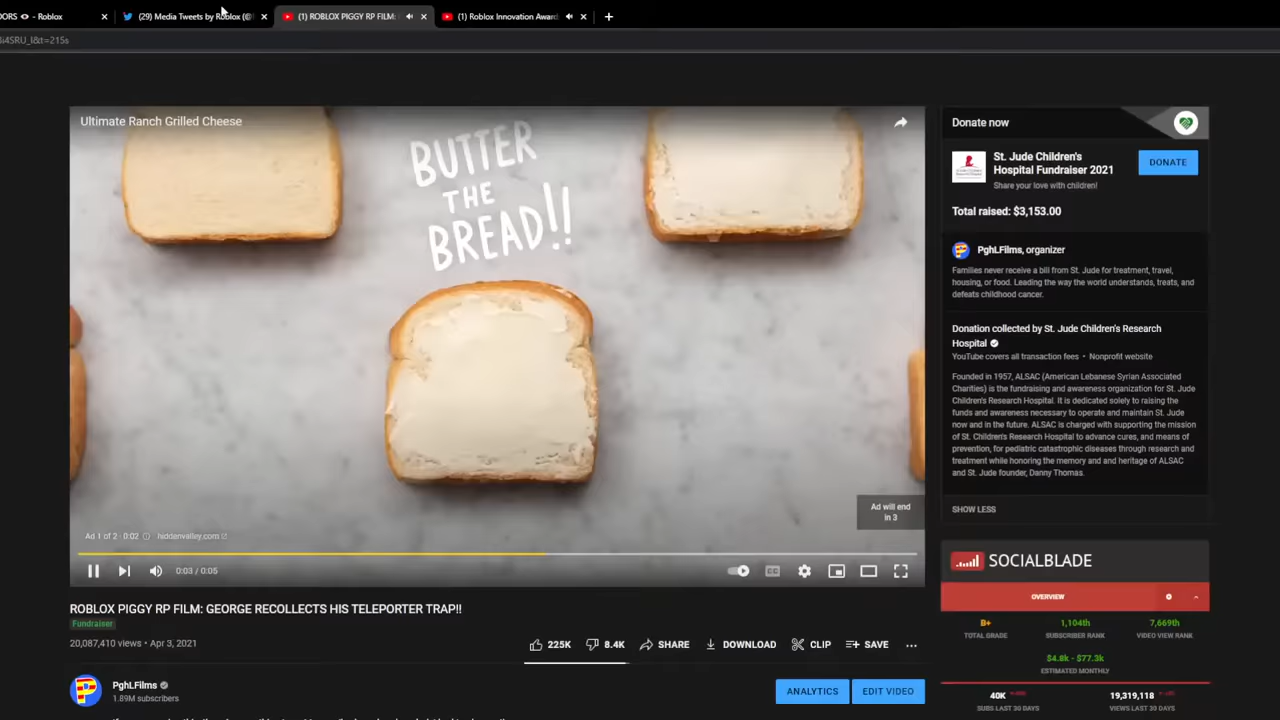 ORS - Roblox
(29) Media Tweets by Roblox (@
(1) ROBLOX PIGGY RP FILM:
(1) Roblox Innovation Award
i4SRU_I&t=215s
Ultimate Ranch Grilled Cheese
BUTTER
THE
BREAD!!
Ad will end
in 3
Ad 1 of 2 · 0:02
hiddenvalley.com
0:03 / 0:05
CC
ROBLOX PIGGY RP FILM: GEORGE RECOLLECTS HIS TELEPORTER TRAP!!
Fundraiser
20,087,410 views • Apr 3, 2021
225K
8.4K
SHARE
DOWNLOAD
CLIP
SAVE
PghLFilms
1.89M subscribers
ANALYTICS
EDIT VIDEO
Donate now
St. Jude Children's
Hospital Fundraiser 2021
Share your love with children!
DONATE
Total raised: $3,153.00
PghLFilms, organizer
Families never receive a bill from St. Jude for treatment, travel,
housing, or food. Leading the way the world understands, treats, and
defeats childhood cancer.
Donation collected by St. Jude Children's Research
Hospital
YouTube covers all transaction fees • Nonprofit website
Founded in 1957, ALSAC (American Lebanese Syrian Associated
Charities) is the fundraising and awareness organization for St. Jude
Children's Research Hospital. It is dedicated solely to raising the
funds and awareness necessary to operate and maintain St. Jude
now and in the future. ALSAC is charged with supporting the mission
of St. Children's Research Hospital to advance cures, and means of
prevention, for pediatric catastrophic diseases through research and
treatment while honoring the memory and and heritage of ALSAC
and St. Jude founder, Danny Thomas.
SHOW LESS
SOCIALBLADE
OVERVIEW
B+
TOTAL GRADE
1,104th
SUBSCRIBER RANK
7,669th
VIDEO VIEW RANK
$4.8k - $77.3k
ESTIMATED MONTHLY
40K
SUBS LAST 30 DAYS
19,319,118
VIEWS LAST 30 DAYS